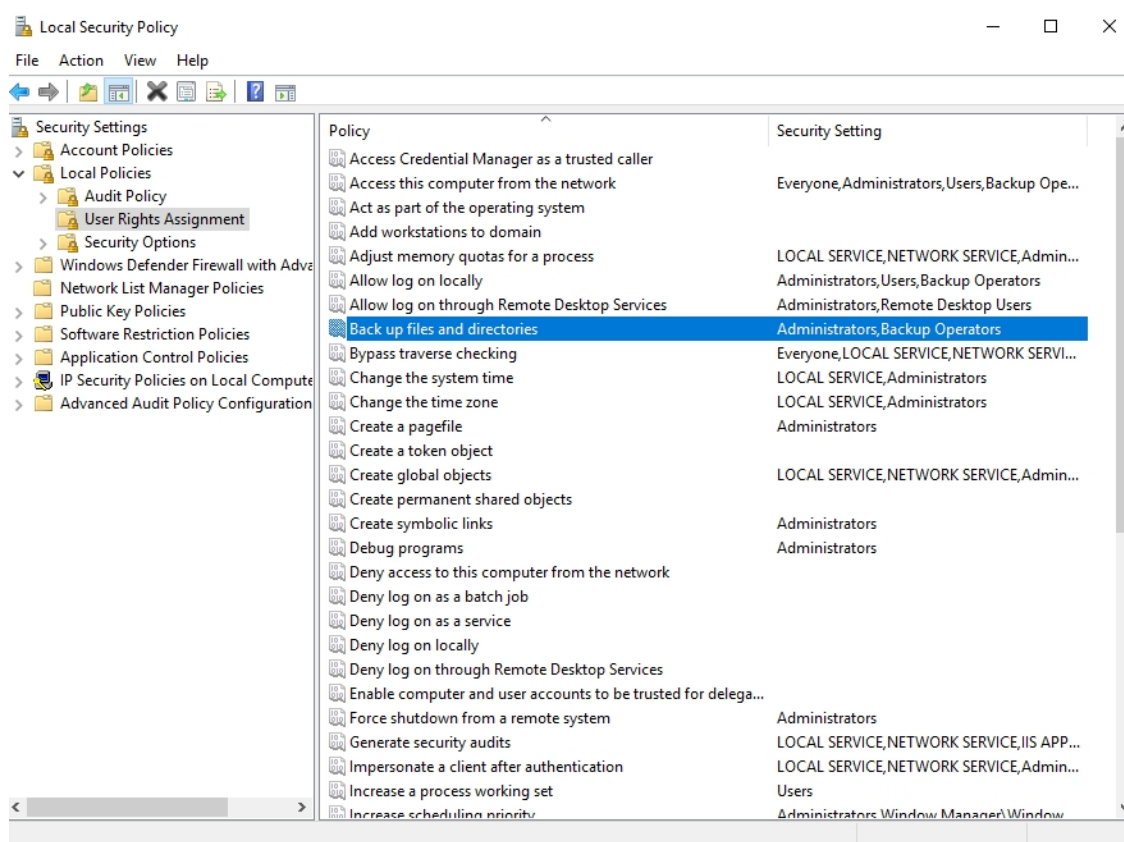 Local Security Policy
File Action View Help
Security Settings
Account Policies
Local Policies
Audit Policy
User Rights Assignment
Security Options
Windows Defender Firewall with Adva
Network List Manager Policies
Public Key Policies
Software Restriction Policies
Application Control Policies
IP Security Policies on Local Compute
Advanced Audit Policy Configuration
Policy Security Setting
Access Credential Manager as a trusted caller
Access this computer from the network Everyone,Administrators,Users,Backup Ope...
Act as part of the operating system
Add workstations to domain
Adjust memory quotas for a process LOCAL SERVICE,NETWORK SERVICE,Admin...
Allow log on locally Administrators,Users,Backup Operators
Allow log on through Remote Desktop Services Administrators,Remote Desktop Users
Back up files and directories Administrators,Backup Operators
Bypass traverse checking Everyone,LOCAL SERVICE,NETWORK SERVI...
Change the system time LOCAL SERVICE,Administrators
Change the time zone LOCAL SERVICE,Administrators
Create a pagefile Administrators
Create a token object
Create global objects LOCAL SERVICE,NETWORK SERVICE,Admin...
Create permanent shared objects
Create symbolic links Administrators
Debug programs Administrators
Deny access to this computer from the network
Deny log on as a batch job
Deny log on as a service
Deny log on locally
Deny log on through Remote Desktop Services
Enable computer and user accounts to be trusted for delega...
Force shutdown from a remote system Administrators
Generate security audits LOCAL SERVICE,NETWORK SERVICE,IIS APP...
Impersonate a client after authentication LOCAL SERVICE,NETWORK SERVICE,Admin...
Increase a process working set Users
Increase scheduling priority Administrators,Window Manager\Window